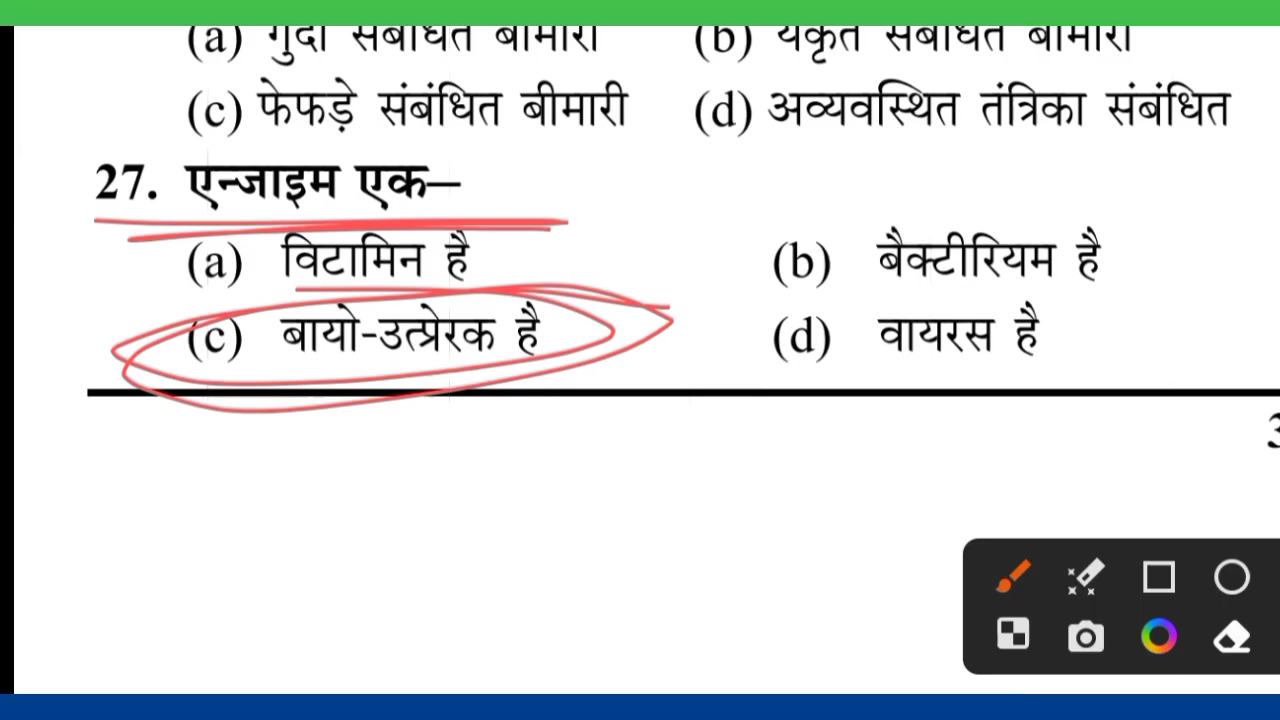 (a) गुर्दा संबंधित बीमारी (b) यकृत संबंधित बीमारी
(c) फेफड़े संबंधित बीमारी (d) अव्यवस्थित तंत्रिका संबंधित
27. एन्जाइम एक–
(a) विटामिन है (b) बैक्टीरियम है
(c) बायो-उत्प्रेरक है (d) वायरस है